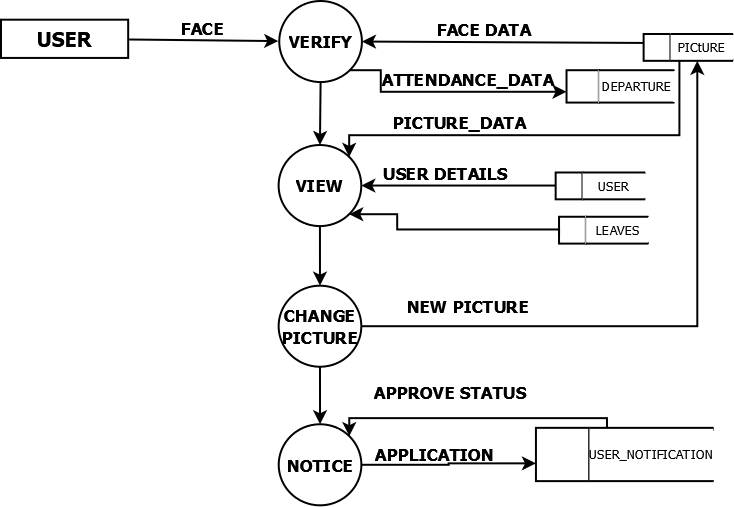 FACE
FACE DATA
USER
VERIFY
PICtURE
ATTENDANCE_DATA
DEPARTURE
PICTURE_DATA
USER DETAILS
VIEW
USER
LEAVES
NEW PICTURE
CHANGE
PICTURE
APPROVE STATUS
APPLICATION
USER_NOTIFICATION
NOTICE